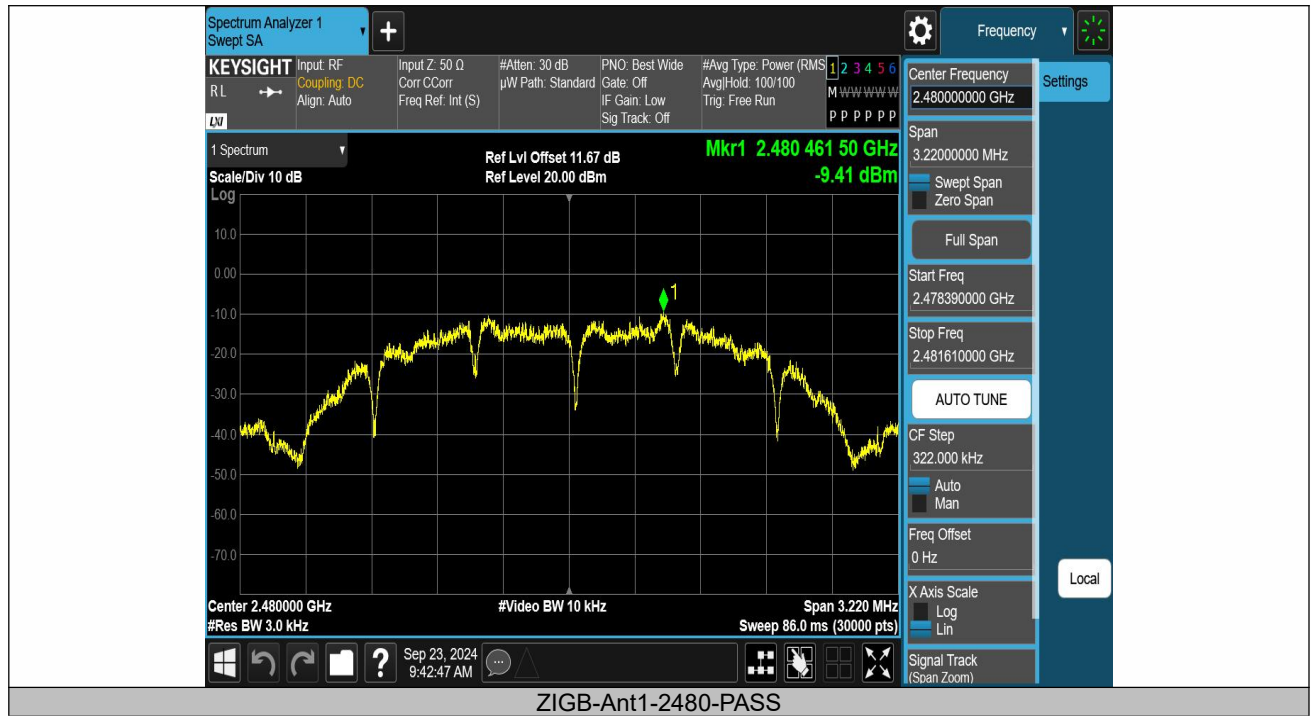 Spectrum Analyzer 1
Swept SA
+
Frequency
KEYSIGHT
RL
LXI
Input: RF
Coupling: DC
Align: Auto
Input Z: 50 Ω
Corr CCorr
Freq Ref: Int (S)
#Atten: 30 dB
µW Path: Standard
PNO: Best Wide
Gate: Off
IF Gain: Low
Sig Track: Off
#Avg Type: Power (RMS
Avg|Hold: 100/100
Trig: Free Run
1 2 3 4 5 6
M W W W W W
P P P P P P
1 Spectrum
Scale/Div 10 dB
Ref Lvl Offset 11.67 dB
Ref Level 20.00 dBm
Mkr1 2.480 461 50 GHz
-9.41 dBm
Log
10.0
0.00
-10.0
-20.0
-30.0
-40.0
-50.0
-60.0
-70.0
1
Center 2.480000 GHz
#Res BW 3.0 kHz
#Video BW 10 kHz
Span 3.220 MHz
Sweep 86.0 ms (30000 pts)
Center Frequency
2.480000000 GHz
Settings
Span
3.22000000 MHz
Swept Span
Zero Span
Full Span
Start Freq
2.478390000 GHz
Stop Freq
2.481610000 GHz
AUTO TUNE
CF Step
322.000 kHz
Auto
Man
Freq Offset
0 Hz
X Axis Scale
Log
Lin
Local
Signal Track
(Span Zoom)
?
Sep 23, 2024
9:42:47 AM
ZIGB-Ant1-2480-PASS